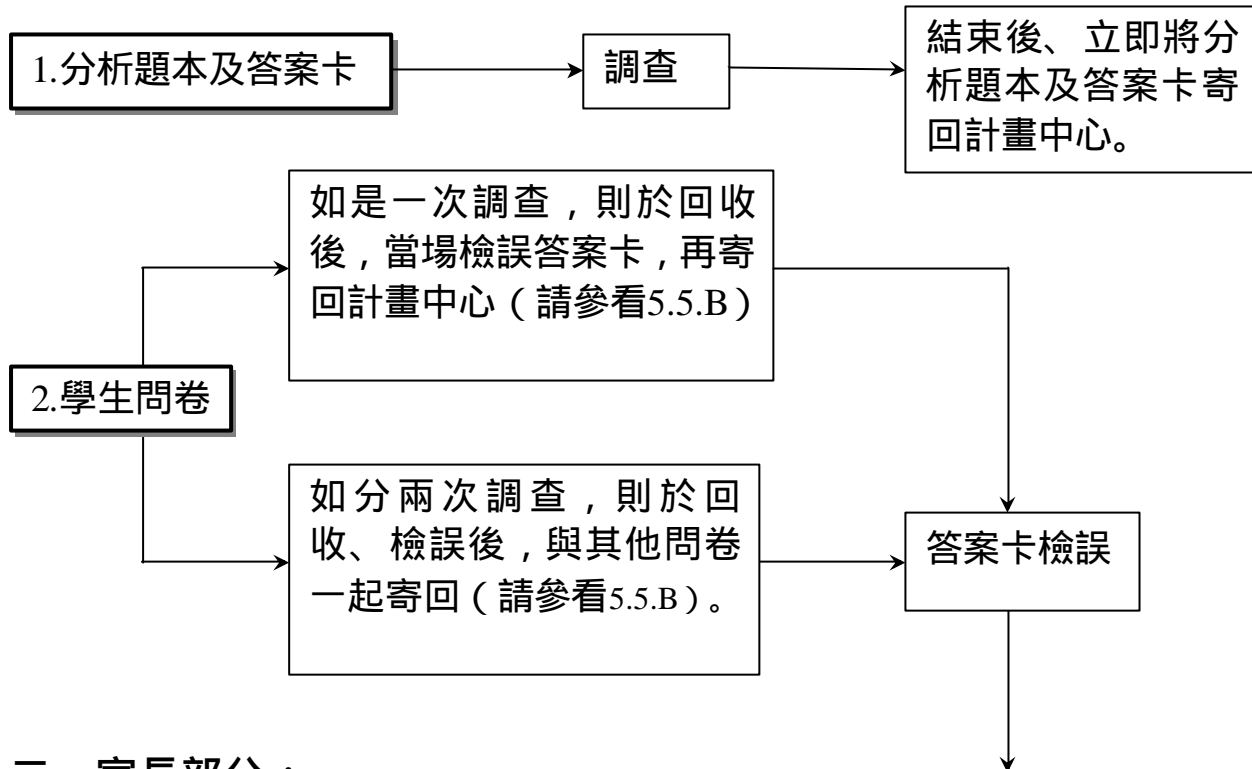 1.分析題本及答案卡
調查
結束後、立即將分
析題本及答案卡寄
回計畫中心。
如是一次調查，則於回收
後，當場檢誤答案卡，再寄
回計畫中心（請參看5.5.B）
2.學生問卷
如分兩次調查，則於回
收、檢誤後，與其他問卷
一起寄回（請參看5.5.B）。
答案卡檢誤